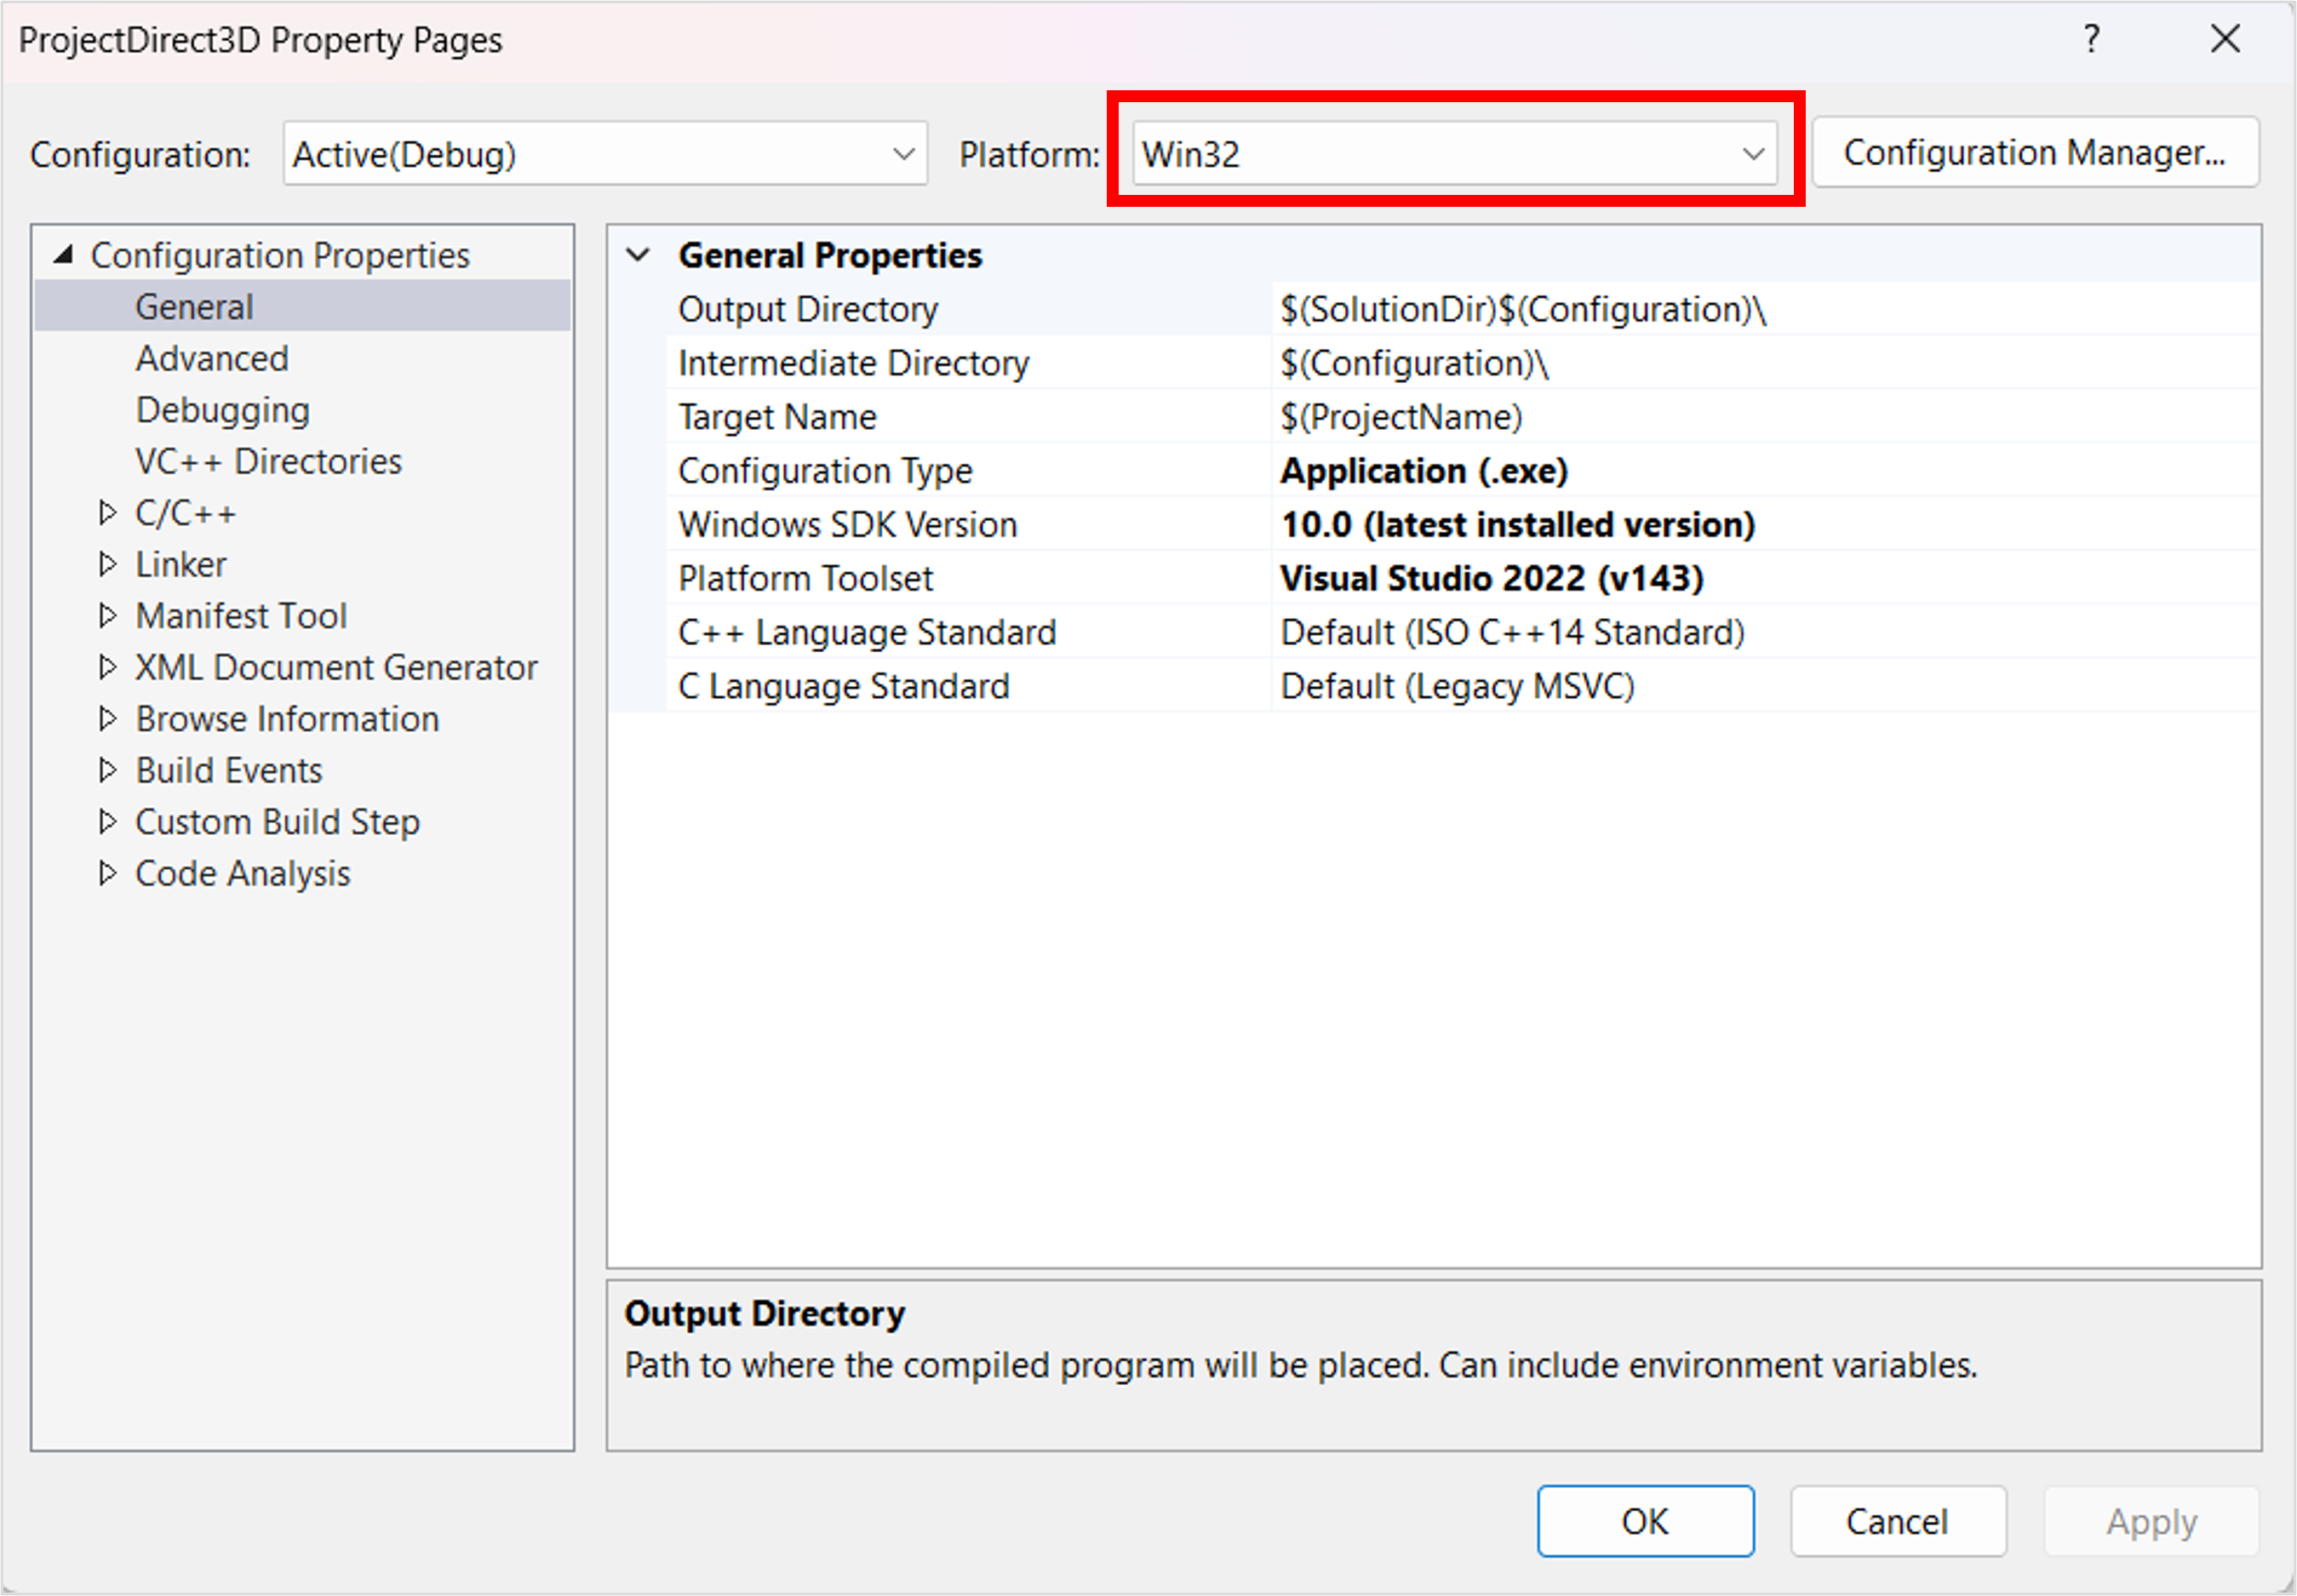 ProjectDirect3D Property Pages
?
Configuration: Active(Debug) Platform: Win32 Configuration Manager...
Configuration Properties
General
Advanced
Debugging
VC++ Directories
C/C++
Linker
Manifest Tool
XML Document Generator
Browse Information
Build Events
Custom Build Step
Code Analysis
General Properties
Output Directory $(SolutionDir)$(Configuration)\
Intermediate Directory $(Configuration)\
Target Name $(ProjectName)
Configuration Type Application (.exe)
Windows SDK Version 10.0 (latest installed version)
Platform Toolset Visual Studio 2022 (v143)
C++ Language Standard Default (ISO C++14 Standard)
C Language Standard Default (Legacy MSVC)
Output Directory
Path to where the compiled program will be placed. Can include environment variables.
OK Cancel Apply